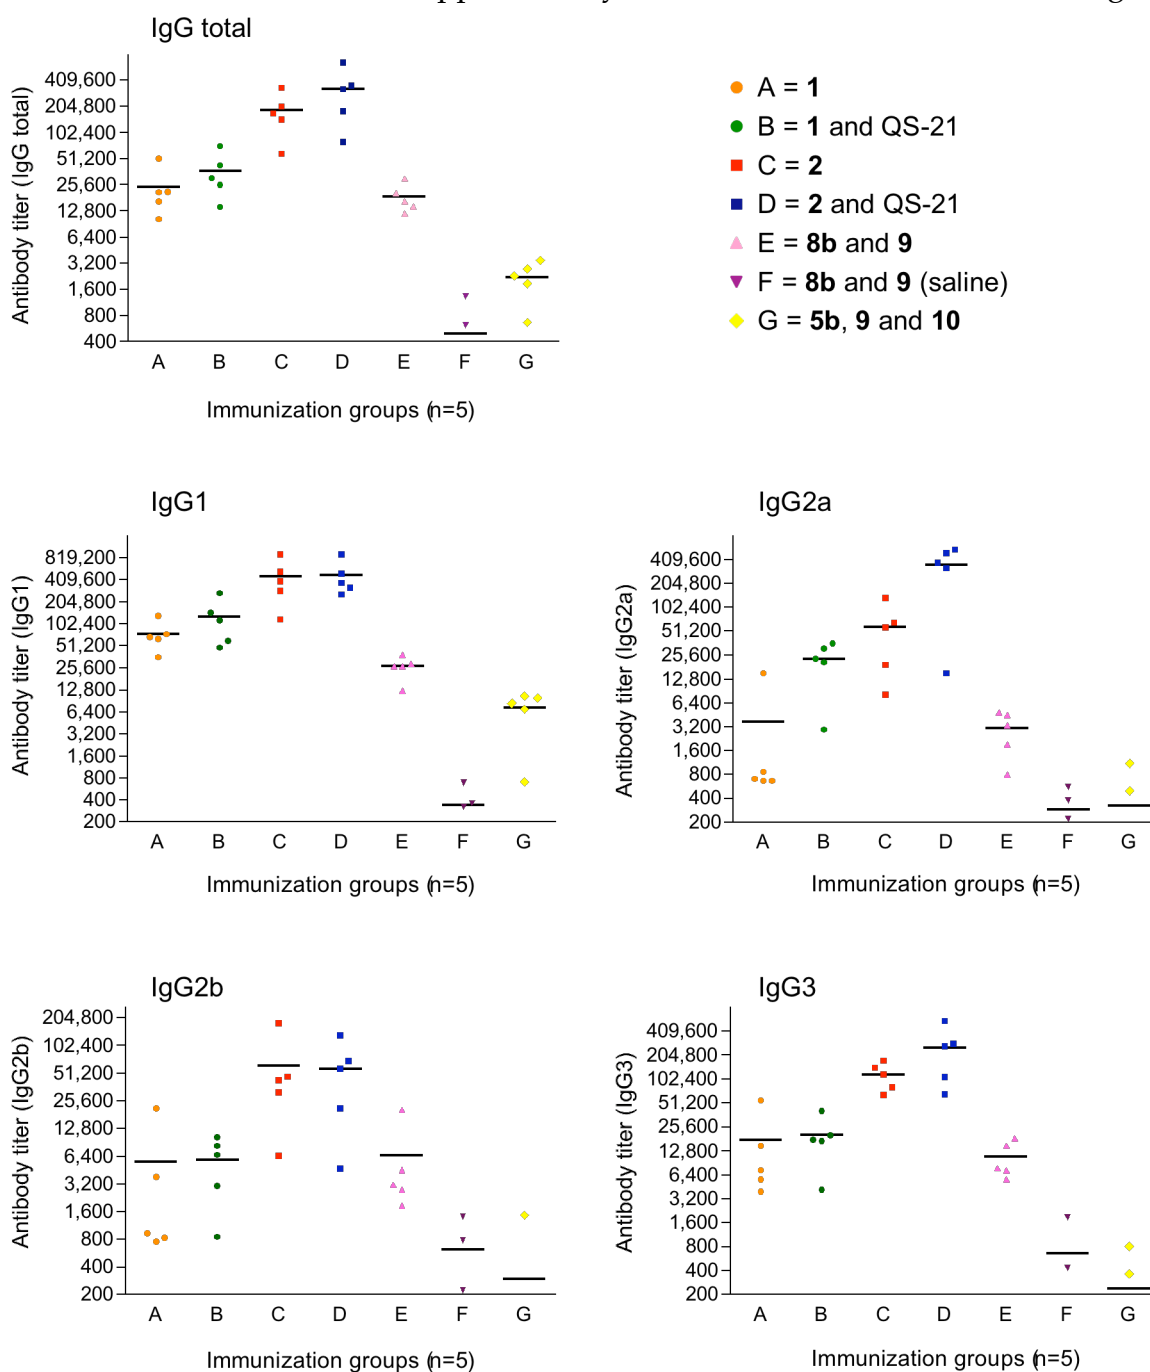 IgG total
Antibody titer (IgG total)
409,600
204,800
102,400
51,200
25,600
12,800
6,400
3,200
1,600
800
400
A B C D E F G
Immunization groups (n=5)
A = 1
B = 1 and QS-21
C = 2
D = 2 and QS-21
E = 8b and 9
F = 8b and 9 (saline)
G = 5b, 9 and 10
IgG1
Antibody titer (IgG1)
819,200
409,600
204,800
102,400
51,200
25,600
12,800
6,400
3,200
1,600
800
400
200
A B C D E F G
Immunization groups (n=5)
IgG2a
Antibody titer (IgG2a)
409,600
204,800
102,400
51,200
25,600
12,800
6,400
3,200
1,600
800
400
200
A B C D E F G
Immunization groups (n=5)
IgG2b
Antibody titer (IgG2b)
204,800
102,400
51,200
25,600
12,800
6,400
3,200
1,600
800
400
200
A B C D E F G
Immunization groups (n=5)
IgG3
Antibody titer (IgG3)
409,600
204,800
102,400
51,200
25,600
12,800
6,400
3,200
1,600
800
400
200
A B C D E F G
Immunization groups (n=5)